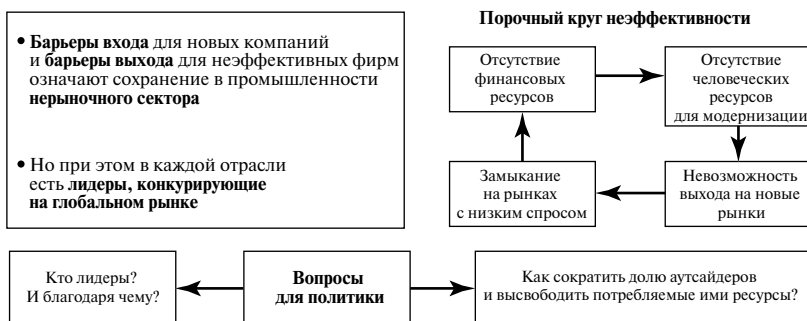 • Барьеры входа для новых компаний
и барьеры выхода для неэффективных фирм
означают сохранение в промышленности
нерыночного сектора
• Но при этом в каждой отрасли
есть лидеры, конкурирующие
на глобальном рынке
Порочный круг неэффективности
Отсутствие
финансовых
ресурсов
Отсутствие
человеческих
ресурсов
для модернизации
Замыкание
на рынках
с низким спросом
Невозможность
выхода на новые
рынки
Кто лидеры?
И благодаря чему?
Вопросы
для политики
Как сократить долю аутсайдеров
и высвободить потребляемые ими ресурсы?